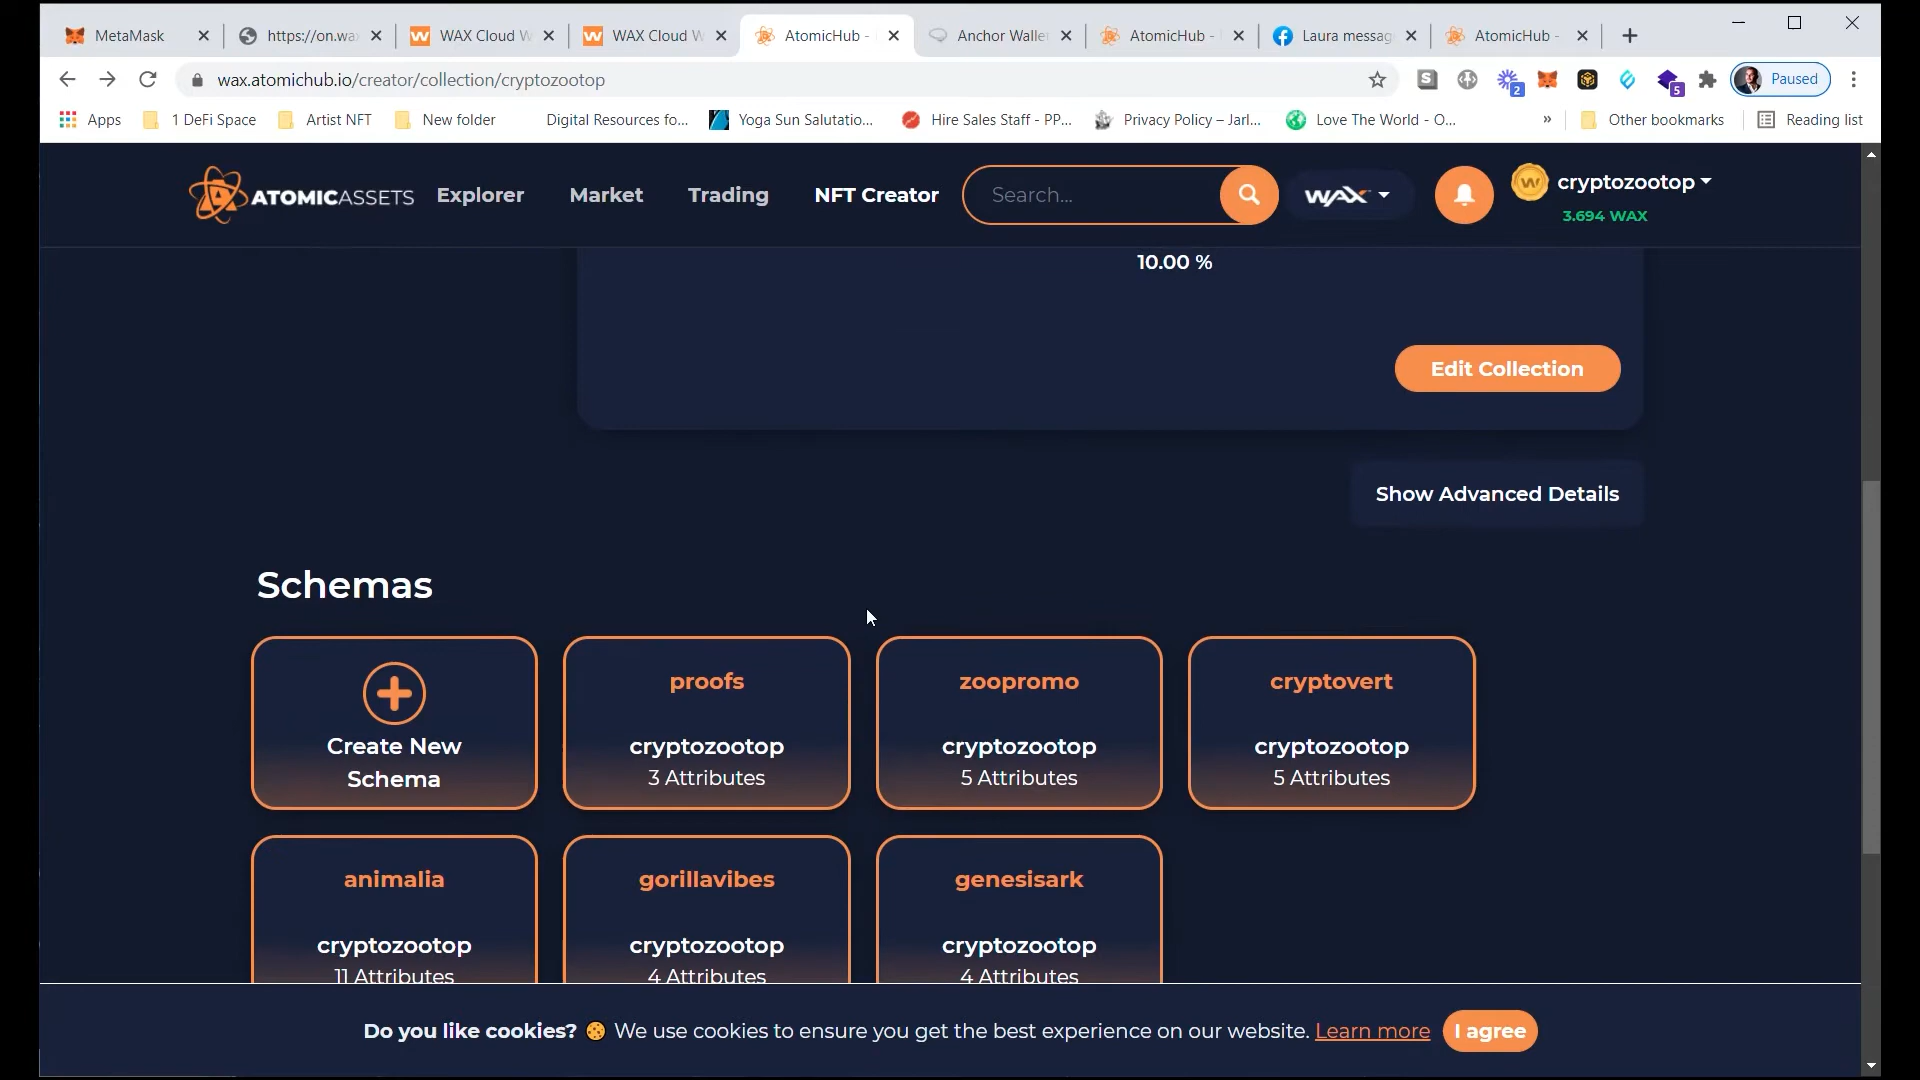 MetaMask
https://on.wa
WAX Cloud W
WAX Cloud W
AtomicHub -
Anchor Walle
AtomicHub -
Laura messag
AtomicHub -
wax.atomichub.io/creator/collection/cryptozootop
2
5
Paused
Apps
1 DeFi Space
Artist NFT
New folder
Digital Resources fo...
Yoga Sun Salutatio...
Hire Sales Staff - PP...
Privacy Policy – Jarl...
Love The World - O...
»
Other bookmarks
Reading list
ATOMICASSETS
Explorer
Market
Trading
NFT Creator
Search...
WAX
cryptozootop
3.694 WAX
10.00 %
Edit Collection
Show Advanced Details
Schemas
Create New
Schema
proofs
cryptozootop
3 Attributes
zoopromo
cryptozootop
5 Attributes
cryptovert
cryptozootop
5 Attributes
animalia
cryptozootop
11 Attributes
gorillavibes
cryptozootop
4 Attributes
genesisark
cryptozootop
4 Attributes
Do you like cookies? 🍪 We use cookies to ensure you get the best experience on our website. Learn more
I agree